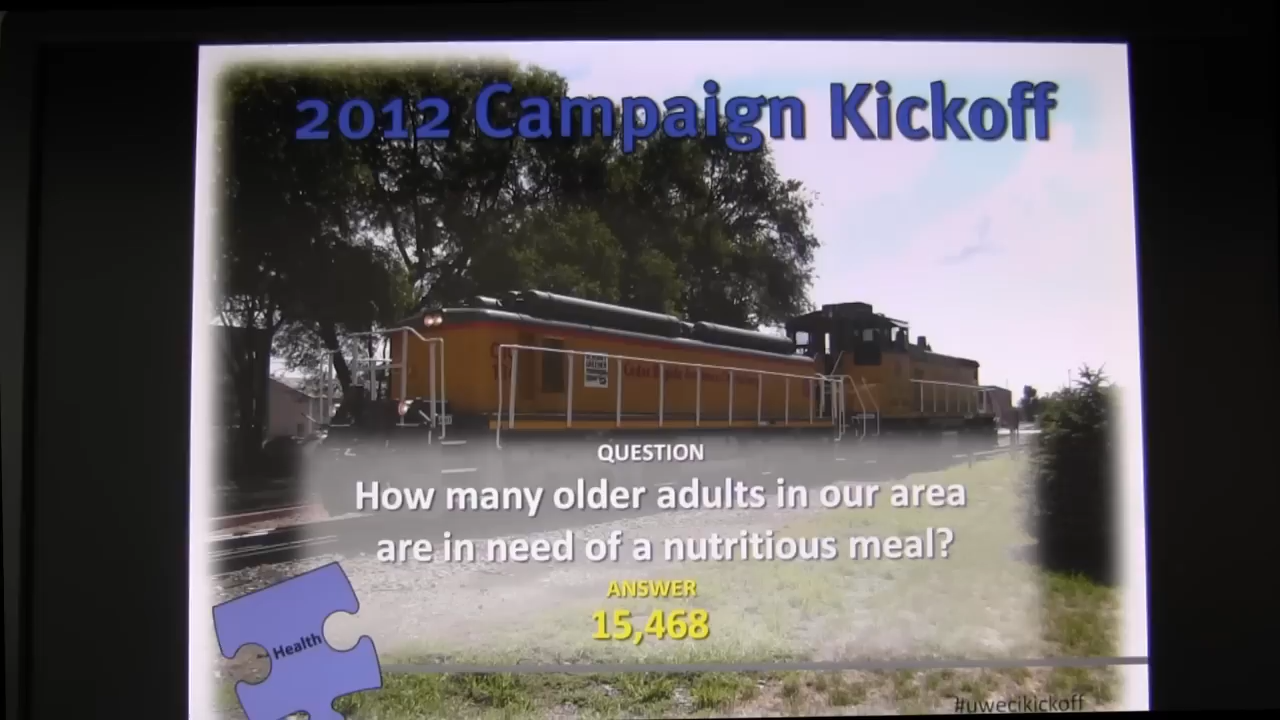 2012 Campaign Kickoff
QUESTION
How many older adults in our area
are in need of a nutritious meal?
ANSWER
15,468
Health
#uwecikickoff